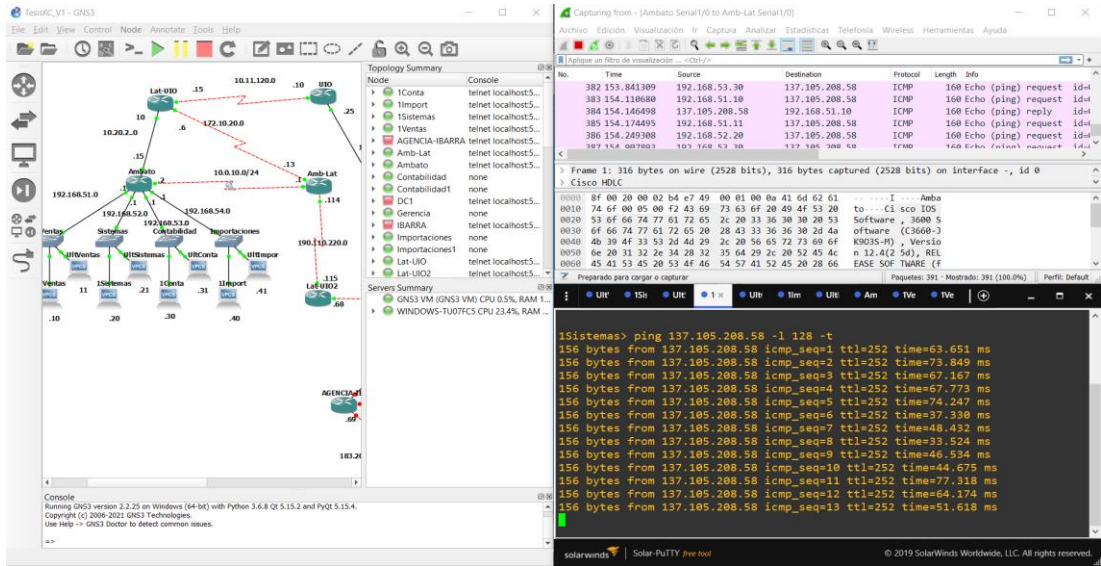 TesisKC_V1 - GNS3
File Edit View Control Node Annotate Tools Help
Lat-UIO
.15
10.11.120.0
.10
UIO
.25
10
.6
172.10.20.0
10.20.2..0
.15
.13
Ambato
.2
10.0.10.0/24
.1
Amb-Lat
.114
192.168.51.0
.1
.1
192.168.52.0
192.168.53.0
192.168.54.0
Ventas
Sistemas
Contabilidad
Importaciones
190.110.220.0
UltVentas
UltSistemas
UltConta
UltImpor
Ventas
11
1Sistemas
.21
1Conta
.31
1Import
.41
.10
.20
.30
.40
.115
Lat-UIO2
.68
.69
Topology Summary
Node Console
1Conta telnet localhost:5...
1Import telnet localhost:5...
1Sistemas telnet localhost:5...
1Ventas telnet localhost:5...
AGENCIA-IBARRA telnet localhost:5...
Amb-Lat telnet localhost:5...
Ambato telnet localhost:5...
Contabilidad none
Contabilidad1 none
DC1 telnet localhost:5...
Gerencia none
IBARRA telnet localhost:5...
Importaciones none
Importaciones1 none
Lat-UIO telnet localhost:5...
Lat-UIO2 telnet localhost:5...
Servers Summary
GNS3 VM (GNS3 VM) CPU 0.5%, RAM 1...
WINDOWS-TU07FC5 CPU 23.4%, RAM ...
Console
Running GNS3 version 2.2.25 on Windows (64-bit) with Python 3.6.8 Qt 5.15.2 and PyQt 5.15.4.
Copyright (c) 2006-2021 GNS3 Technologies.
Use Help -> GNS3 Doctor to detect common issues.
=>
Capturing from - [Ambato Serial1/0 to Amb-Lat Serial1/0]
Archivo Edición Visualización Ir Captura Analizar Estadísticas Telefonía Wireless Herramientas Ayuda
Aplique un filtro de visualización ... <Ctrl-/>
No. Time Source Destination Protocol Length Info
382 153.841309 192.168.53.30 137.105.208.58 ICMP 160 Echo (ping) request
383 154.110680 192.168.51.10 137.105.208.58 ICMP 160 Echo (ping) request
384 154.146498 137.105.208.58 192.168.51.10 ICMP 160 Echo (ping) reply
385 154.174495 192.168.51.11 137.105.208.58 ICMP 160 Echo (ping) request
386 154.249308 192.168.52.20 137.105.208.58 ICMP 160 Echo (ping) request
387 154.907893 192.168.53.30 137.105.208.58 ICMP 160 Echo (ping) request
> Frame 1: 316 bytes on wire (2528 bits), 316 bytes captured (2528 bits) on interface -, id 0
> Cisco HDLC
0000 8f 00 20 00 02 b4 e7 49 00 01 00 0a 41 6d 62 61 ·· ····I ····Amba
0010 74 6f 00 05 00 f2 43 69 73 63 6f 20 49 4f 53 20 to····Ci sco IOS
0020 53 6f 66 74 77 61 72 65 2c 20 33 36 30 30 20 53 Software , 3600 S
0030 6f 66 74 77 61 72 65 20 28 43 33 36 36 30 2d 4a oftware (C3660-J
0040 4b 39 4f 33 53 2d 4d 29 2c 20 56 65 72 73 69 6f K9O3S-M) , Versio
0050 6e 20 31 32 2e 34 28 32 35 64 29 2c 20 52 45 4c n 12.4(2 5d), REL
0060 45 41 53 45 20 53 4f 46 54 57 41 52 45 20 28 66 EASE SOF TWARE (f
Preparado para cargar o capturar Paquetes: 391 · Mostrado: 391 (100.0%) Perfil: Default
1Sistemas> ping 137.105.208.58 -l 128 -t
156 bytes from 137.105.208.58 icmp_seq=1 ttl=252 time=63.651 ms
156 bytes from 137.105.208.58 icmp_seq=2 ttl=252 time=73.849 ms
156 bytes from 137.105.208.58 icmp_seq=3 ttl=252 time=67.167 ms
156 bytes from 137.105.208.58 icmp_seq=4 ttl=252 time=67.773 ms
156 bytes from 137.105.208.58 icmp_seq=5 ttl=252 time=74.247 ms
156 bytes from 137.105.208.58 icmp_seq=6 ttl=252 time=37.330 ms
156 bytes from 137.105.208.58 icmp_seq=7 ttl=252 time=48.432 ms
156 bytes from 137.105.208.58 icmp_seq=8 ttl=252 time=33.524 ms
156 bytes from 137.105.208.58 icmp_seq=9 ttl=252 time=46.534 ms
156 bytes from 137.105.208.58 icmp_seq=10 ttl=252 time=44.675 ms
156 bytes from 137.105.208.58 icmp_seq=11 ttl=252 time=77.318 ms
156 bytes from 137.105.208.58 icmp_seq=12 ttl=252 time=64.174 ms
156 bytes from 137.105.208.58 icmp_seq=13 ttl=252 time=51.618 ms
solarwinds Solar-PuTTY free tool © 2019 SolarWinds Worldwide, LLC. All rights reserved.